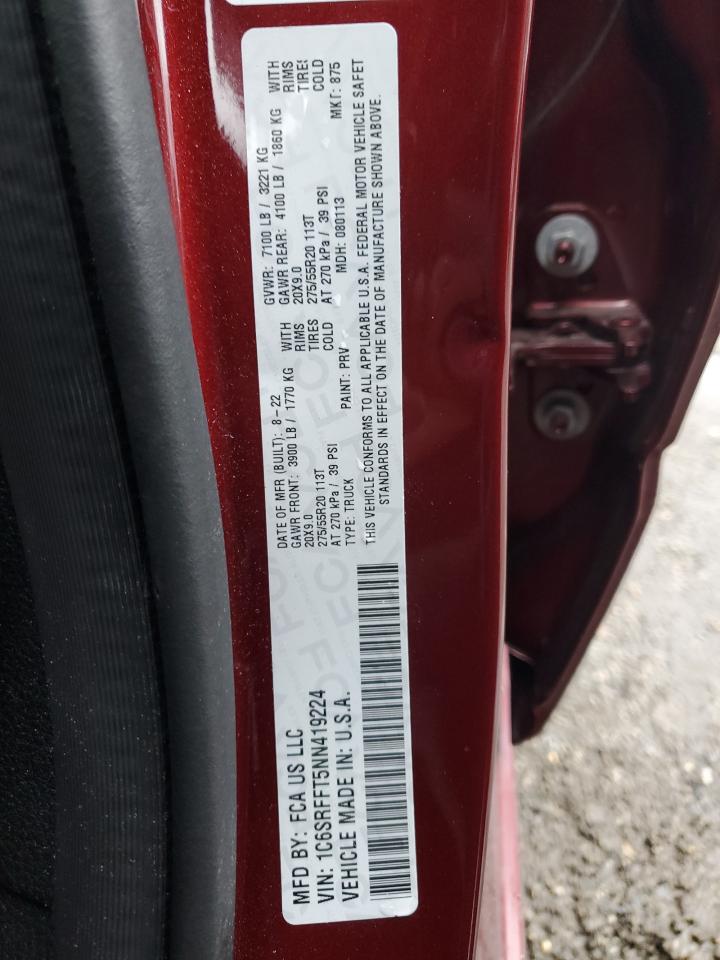 MFD BY: FCA US LLC
VIN: 1C6SRFFT5NN419224
VEHICLE MADE IN: U.S.A.
DATE OF MFR (BUILT): 8-22
GVWR: 7100 LB / 3221 KG
GAWR FRONT: 3900 LB / 1770 KG WITH
GAWR REAR: 4100 LB / 1860 KG WITH
20X9.0 RIMS
20X9.0 RIMS
275/55R20 113T TIRES
275/55R20 113T TIRES
AT 270 kPa / 39 PSI COLD
AT 270 kPa / 39 PSI COLD
TYPE: TRUCK PAINT: PRV MDH: 080113 MKT: 875
THIS VEHICLE CONFORMS TO ALL APPLICABLE U.S.A. FEDERAL MOTOR VEHICLE SAFET
STANDARDS IN EFFECT ON THE DATE OF MANUFACTURE SHOWN ABOVE.